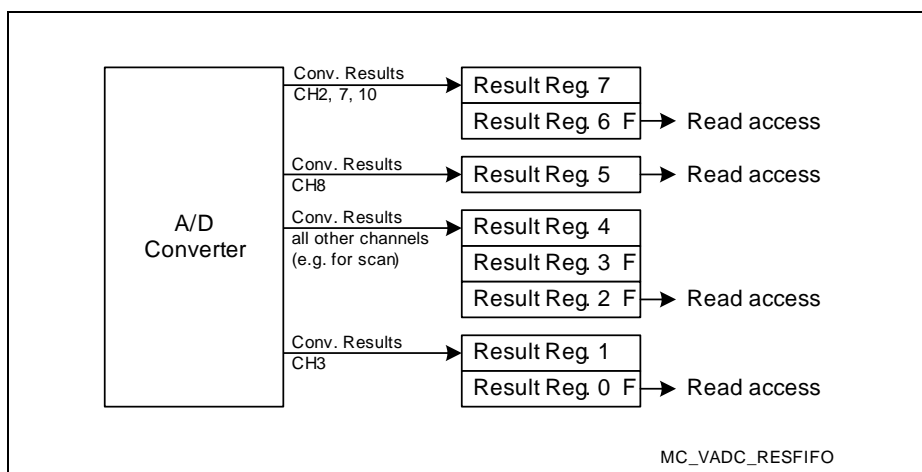 Conv. Results
CH2, 7, 10
Result Reg. 7
Result Reg. 6 F
Read access
Conv. Results
CH8
Result Reg. 5
Read access
A/D
Converter
Conv. Results
all other channels
(e.g. for scan)
Result Reg. 4
Result Reg. 3 F
Result Reg. 2 F
Read access
Conv. Results
CH3
Result Reg. 1
Result Reg. 0 F
Read access
MC_VADC_RESFIFO